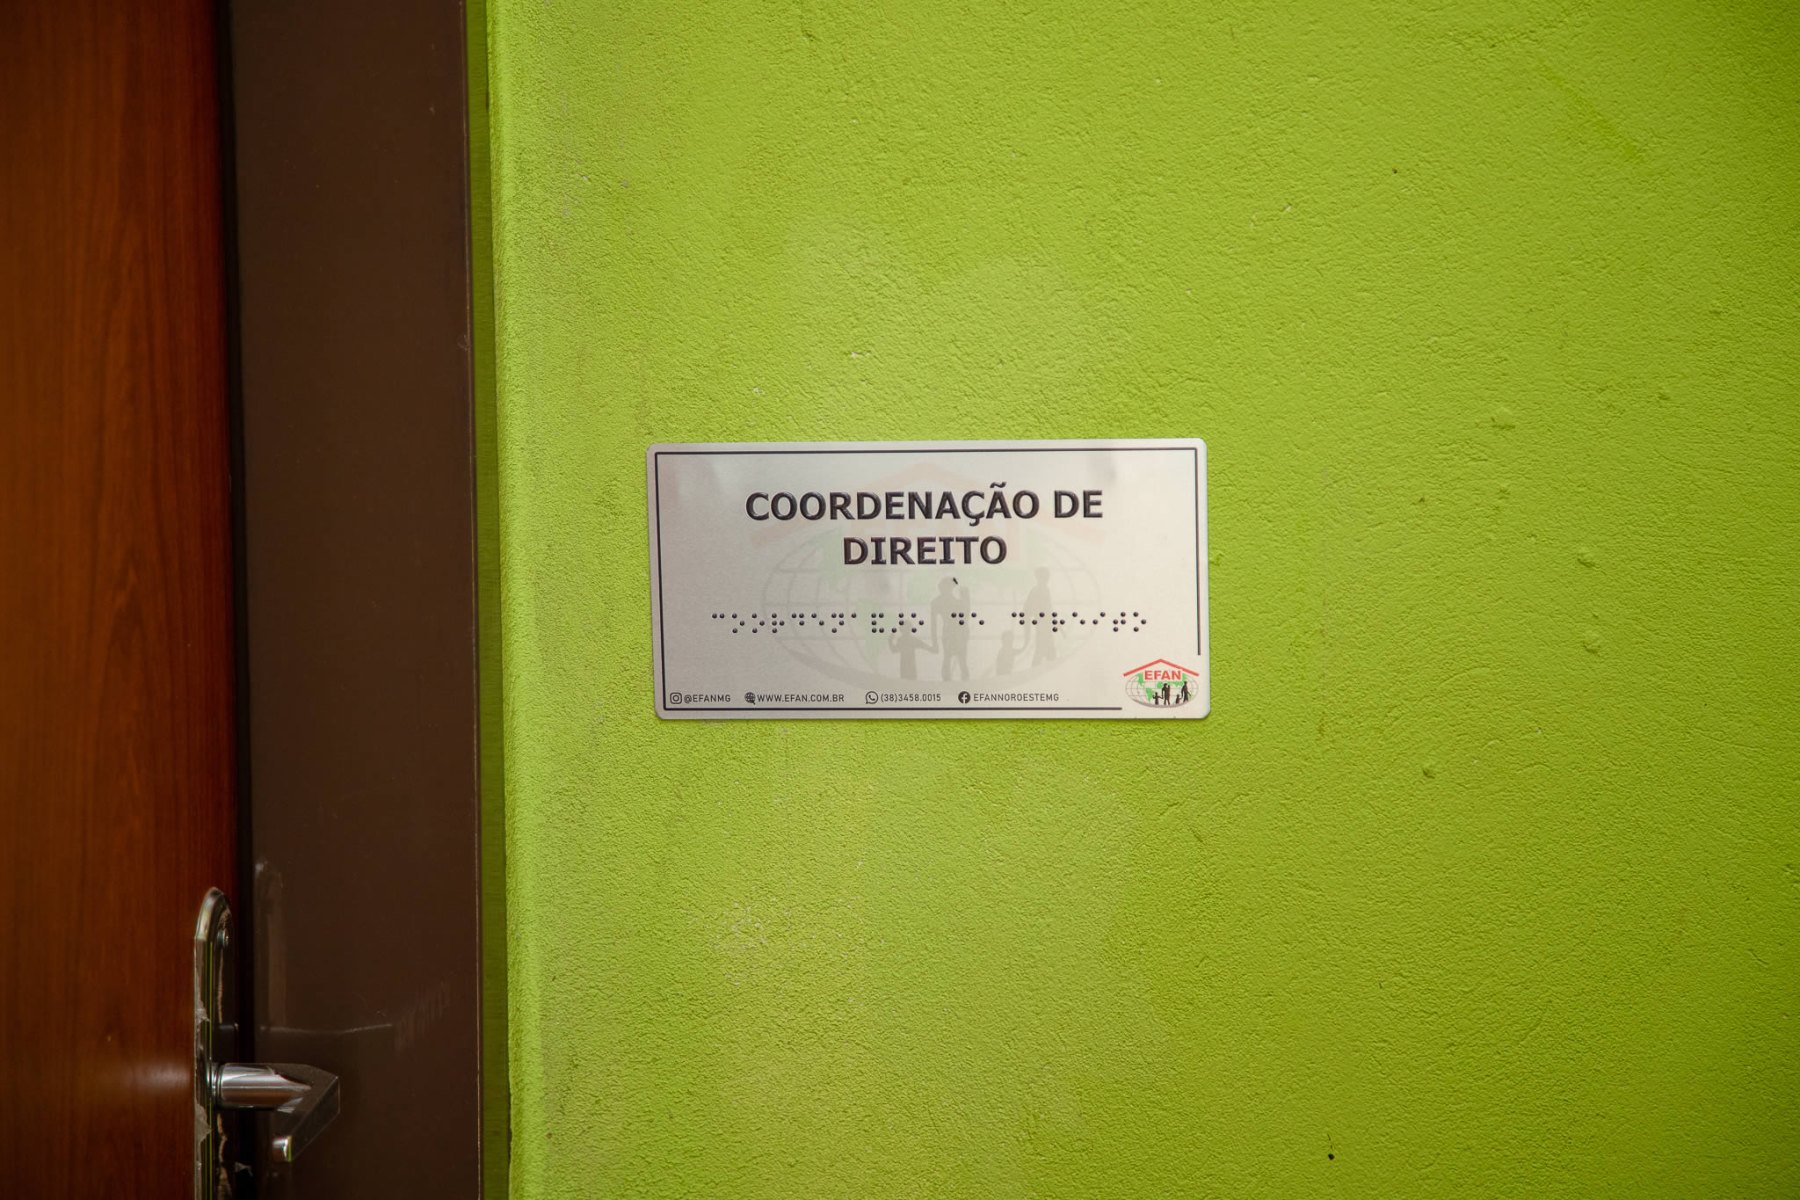 COORDENAÇÃO DE
DIREITO
⠉⠕⠕⠗⠙⠑⠝⠁⠯⠜⠕ ⠙⠑ ⠙⠊⠗⠑⠊⠞⠕
@EFANMG WWW.EFAN.COM.BR (38)3458.0015 EFANNOROESTEMG
EFAN